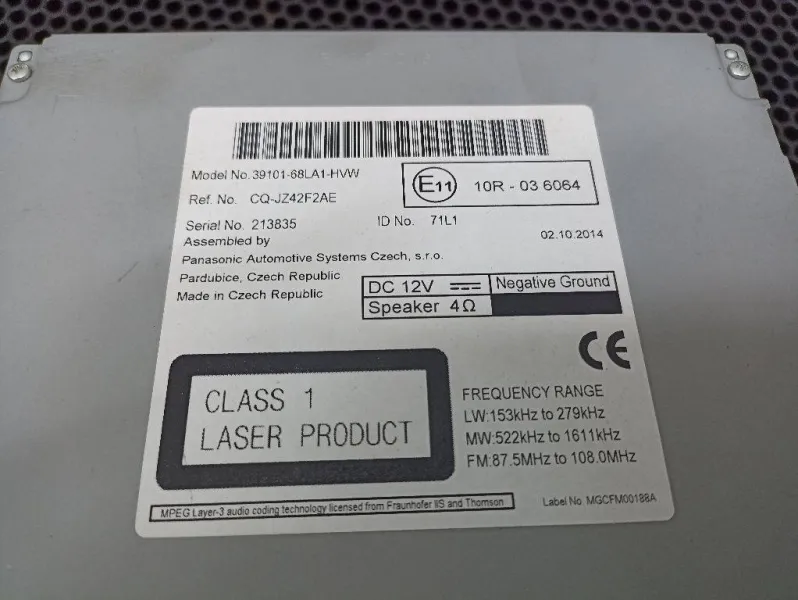 Model No. 39101-68LA1-HVW
Ref. No. CQ-JZ42F2AE
E11 10R - 03 6064
Serial No. 213835 ID No. 71L1
Assembled by
02.10.2014
Panasonic Automotive Systems Czech, s.r.o.
Pardubice, Czech Republic
Made in Czech Republic
DC 12V Negative Ground
Speaker 4Ω
CE
CLASS 1
LASER PRODUCT
FREQUENCY RANGE
LW:153kHz to 279kHz
MW:522kHz to 1611kHz
FM:87.5MHz to 108.0MHz
MPEG Layer-3 audio coding technology licensed from Fraunhofer IIS and Thomson
Label No. MGCFM00188A